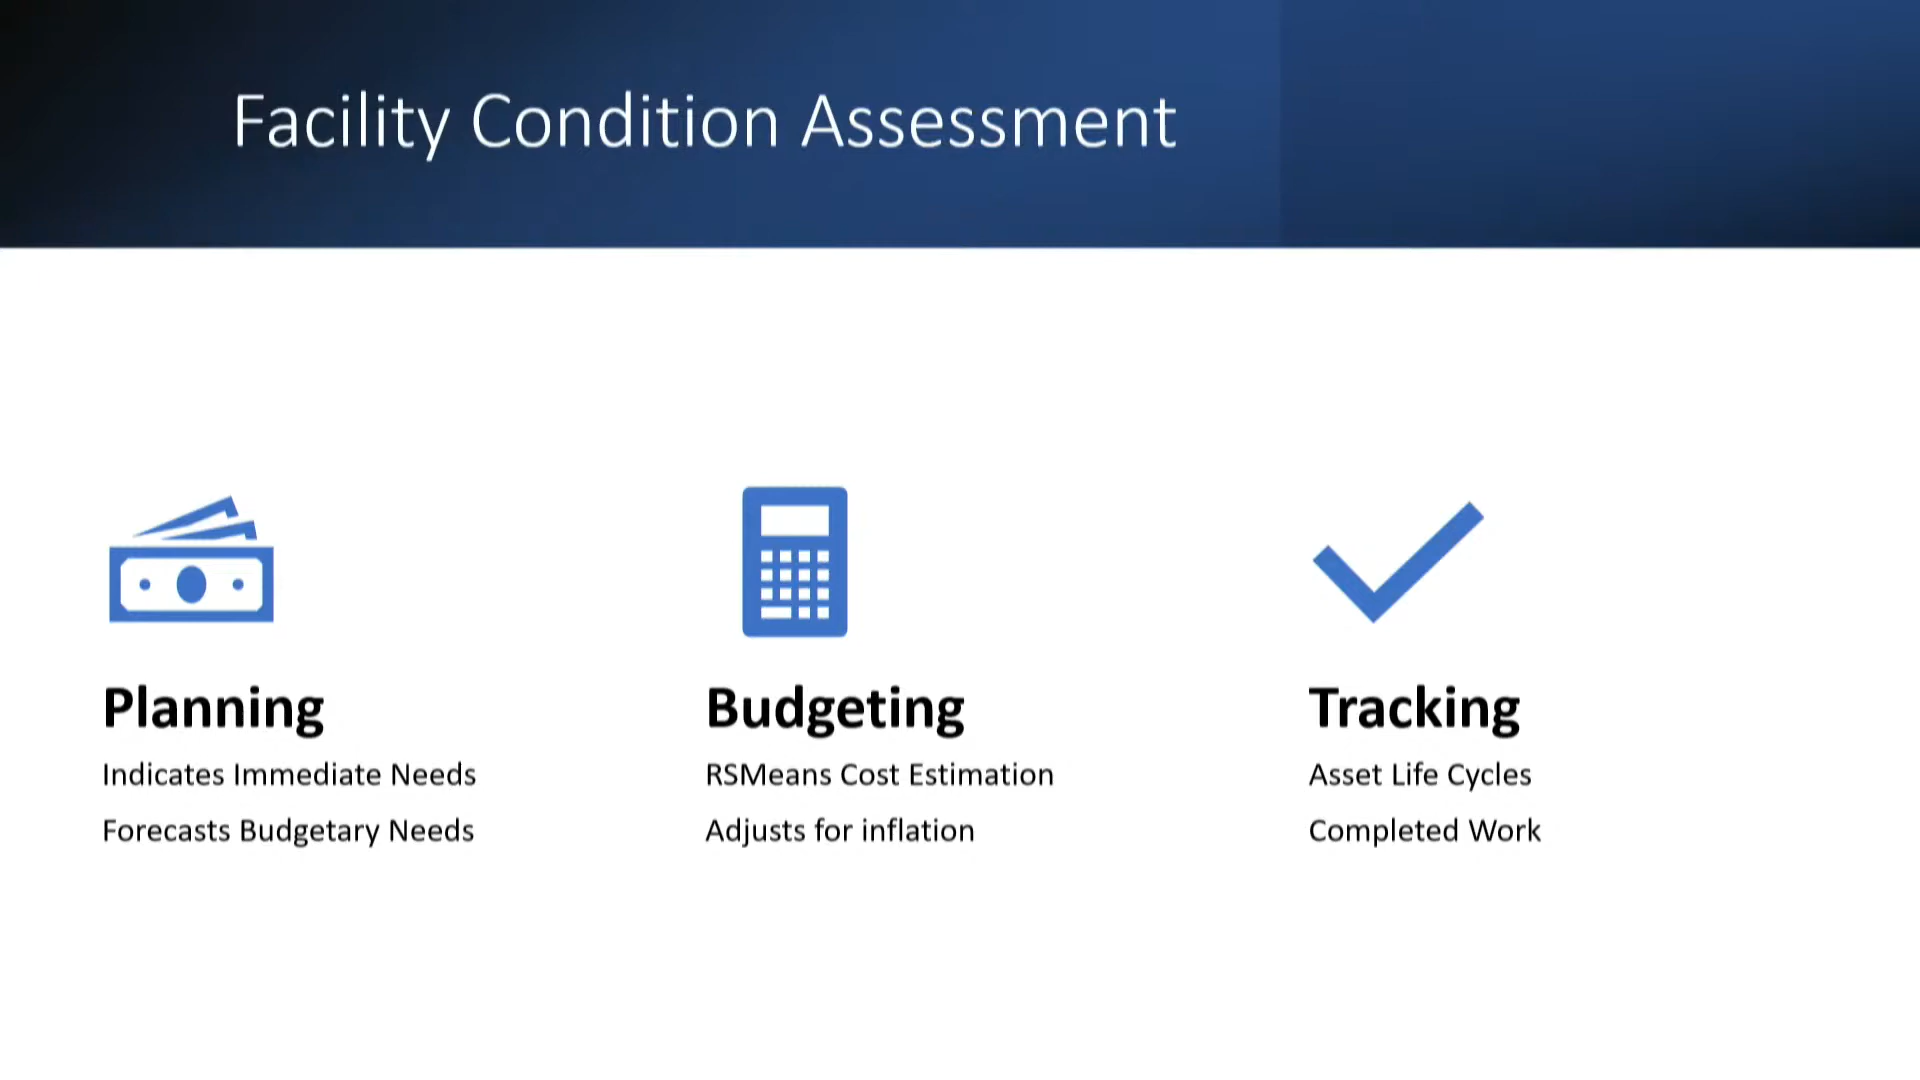 Facility Condition Assessment
Planning
Indicates Immediate Needs
Forecasts Budgetary Needs
Budgeting
RSMeans Cost Estimation
Adjusts for inflation
Tracking
Asset Life Cycles
Completed Work